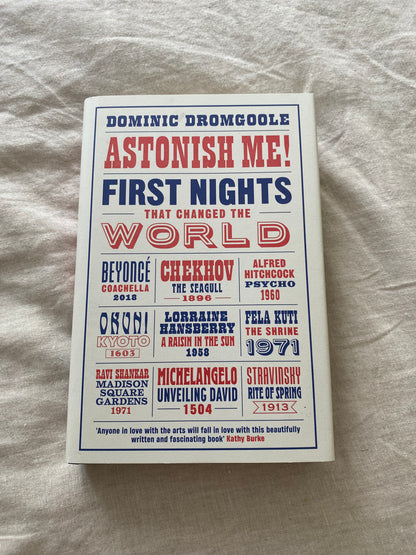 DOMINIC DROMGOOLE
ASTONISH ME!
FIRST NIGHTS
THAT CHANGED THE
WORLD
BEYONCÉ
COACHELLA
2018
CHEKHOV
THE SEAGULL
1896
ALFRED
HITCHCOCK
PSYCHO
1960
OKUNI
KYOTO
1603
LORRAINE
HANSBERRY
A RAISIN IN THE SUN
1958
FELA KUTI
THE SHRINE
1971
RAVI SHANKAR
MADISON
SQUARE
GARDENS
1971
MICHELANGELO
UNVEILING DAVID
1504
STRAVINSKY
RITE OF SPRING
1913
'Anyone in love with the arts will fall in love with this beautifully
written and fascinating book' Kathy Burke